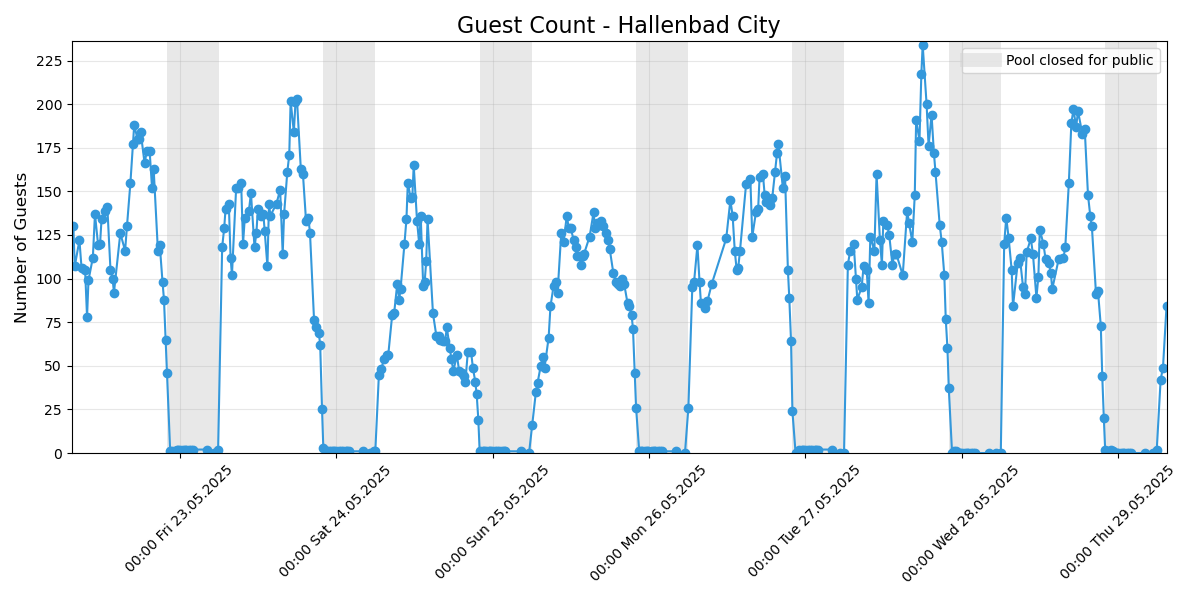 Guest Count - Hallenbad City
Pool closed for public
Number of Guests
225
200
175
150
125
100
75
50
25
0
00:00 Fri 23.05.2025
00:00 Sat 24.05.2025
00:00 Sun 25.05.2025
00:00 Mon 26.05.2025
00:00 Tue 27.05.2025
00:00 Wed 28.05.2025
00:00 Thu 29.05.2025